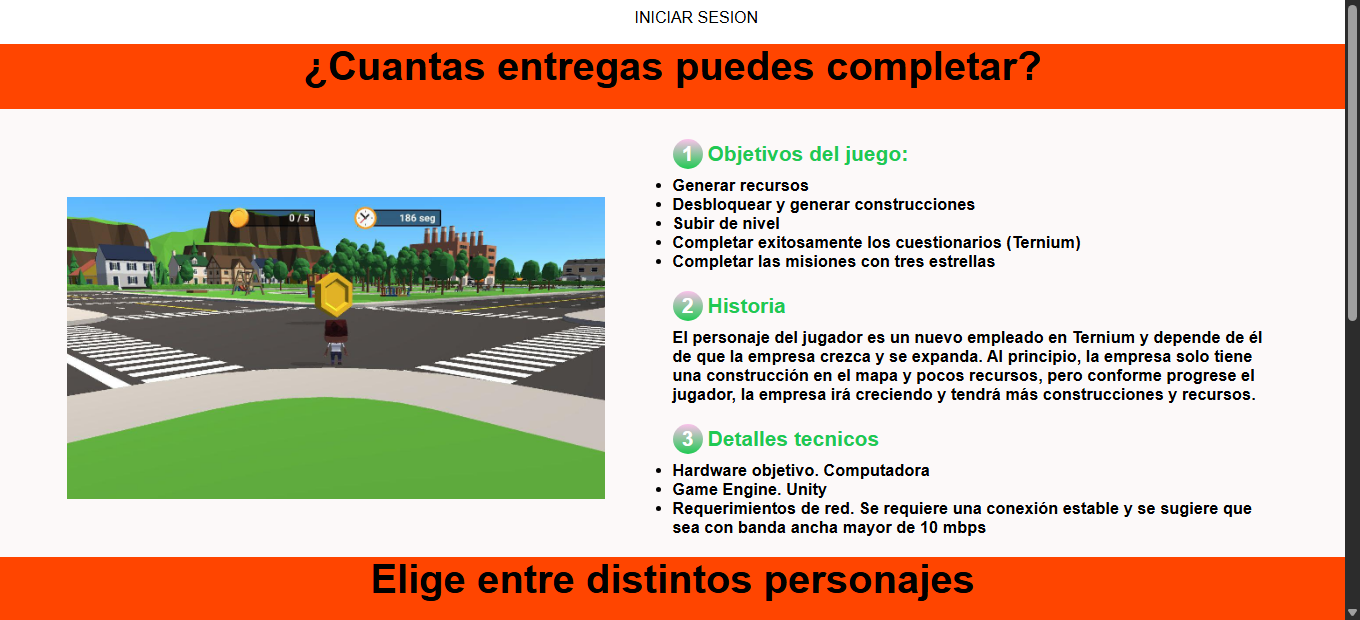 INICIAR SESION
¿Cuantas entregas puedes completar?
0 / 5
186 seg
1 Objetivos del juego:
• Generar recursos
• Desbloquear y generar construcciones
• Subir de nivel
• Completar exitosamente los cuestionarios (Ternium)
• Completar las misiones con tres estrellas
2 Historia
El personaje del jugador es un nuevo empleado en Ternium y depende de él
de que la empresa crezca y se expanda. Al principio, la empresa solo tiene
una construcción en el mapa y pocos recursos, pero conforme progrese el
jugador, la empresa irá creciendo y tendrá más construcciones y recursos.
3 Detalles tecnicos
• Hardware objetivo. Computadora
• Game Engine. Unity
• Requerimientos de red. Se requiere una conexión estable y se sugiere que
sea con banda ancha mayor de 10 mbps
Elige entre distintos personajes